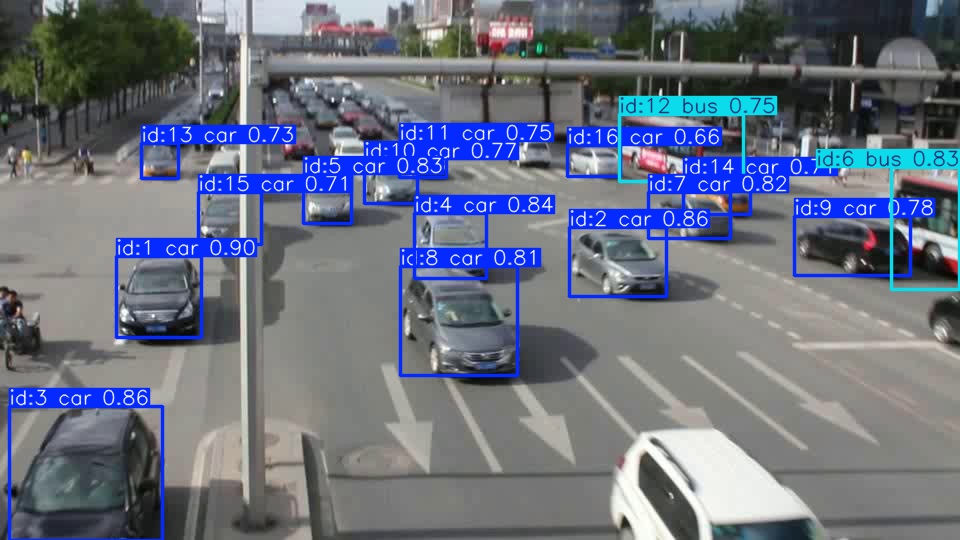 id:12 bus 0.75
id:13 car 0.73
id:11 car 0.75
id:16 car 0.66
id:10 car 0.77
id:5 car 0.83
id:14 car 0.7
id:6 bus 0.83
id:15 car 0.71
id:7 car 0.82
id:4 car 0.84
id:9 car 0.78
id:2 car 0.86
id:1 car 0.90
id:8 car 0.81
id:3 car 0.86